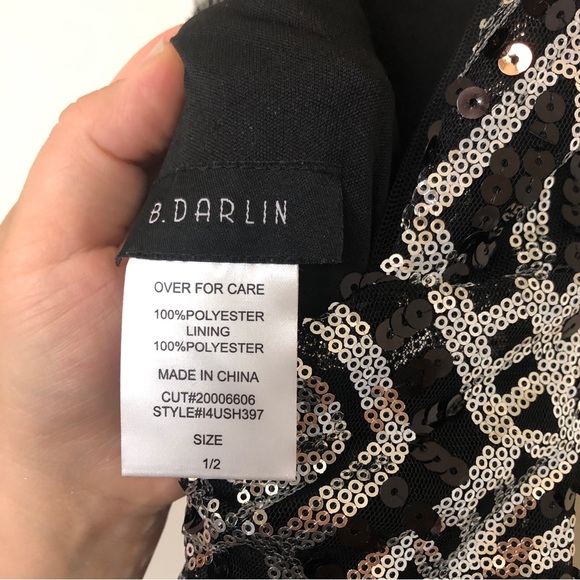 B.DARLIN
OVER FOR CARE
100%POLYESTER
LINING
100%POLYESTER
MADE IN CHINA
CUT#20006606
STYLE#I4USH397
SIZE
1/2